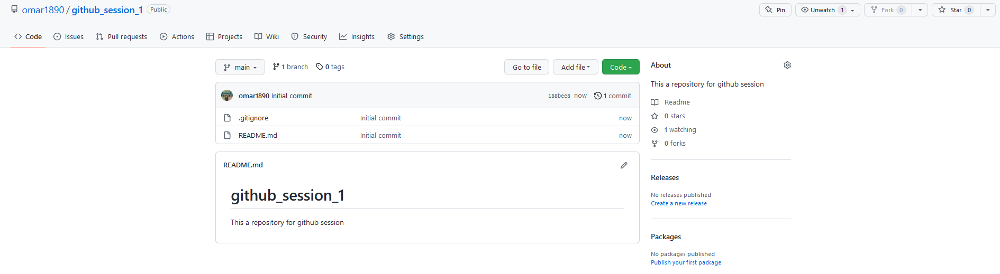 omar1890 / github_session_1 Public
Pin Unwatch 1 Fork 0 Star 0
Code Issues Pull requests Actions Projects Wiki Security Insights Settings
main 1 branch 0 tags Go to file Add file Code
omar1890 Initial commit 188bee8 now 1 commit
.gitignore Initial commit now
README.md Initial commit now
README.md
github_session_1
This a repository for github session
About
This a repository for github session
Readme
0 stars
1 watching
0 forks
Releases
No releases published
Create a new release
Packages
No packages published
Publish your first package